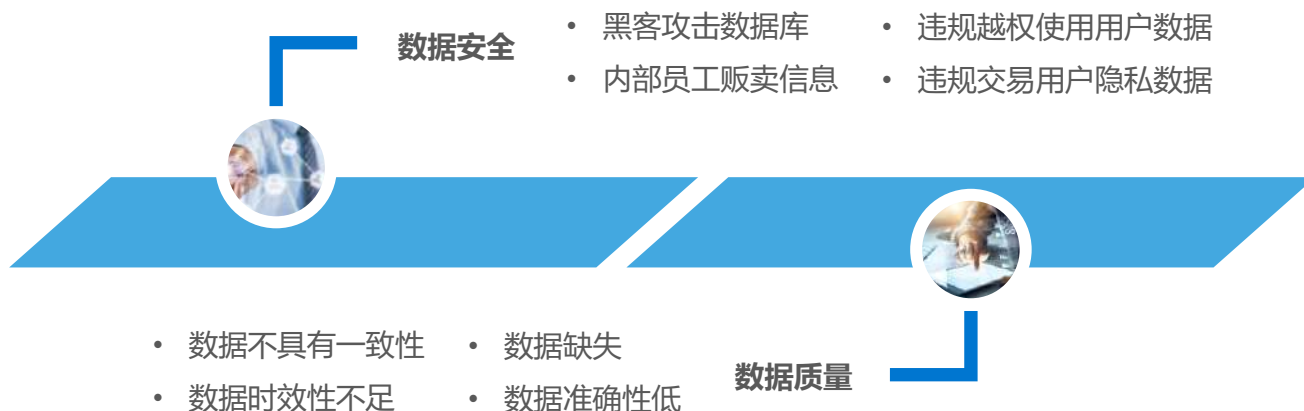 数据安全
• 黑客攻击数据库
• 内部员工贩卖信息
• 违规越权使用用户数据
• 违规交易用户隐私数据
• 数据不具有一致性
• 数据时效性不足
• 数据缺失
• 数据准确性低
数据质量